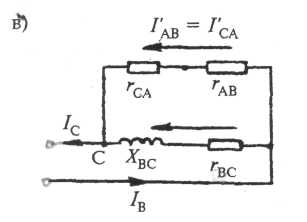 в)
I'AB = I'CA
rCA rAB
IC
C XBC rBC
IB